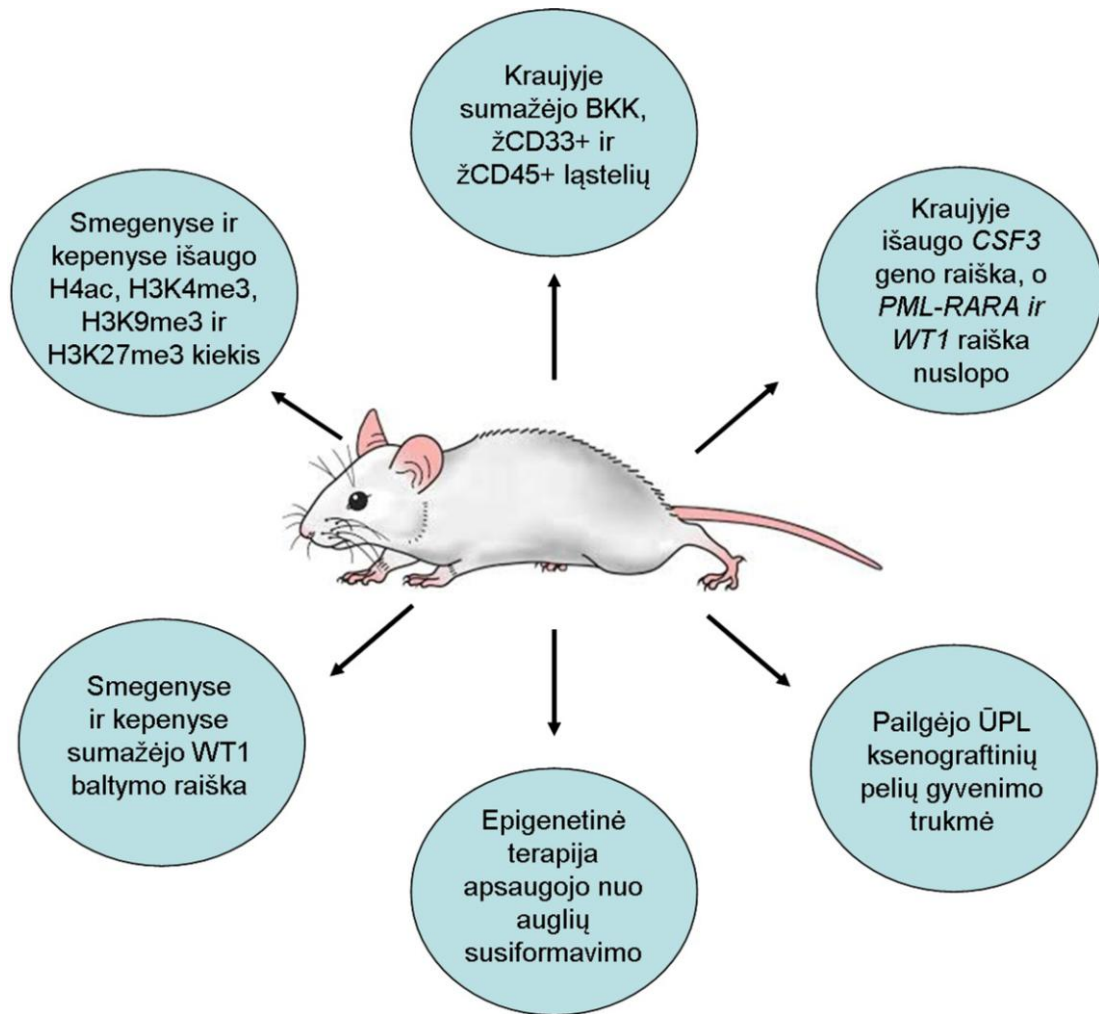 Kraujyje
sumažėjo BKK,
žCD33+ ir
žCD45+ ląstelių
Smegenyse ir
kepenyse išaugo
H4ac, H3K4me3,
H3K9me3 ir
H3K27me3 kiekis
Kraujyje
išaugo CSF3
geno raiška, o
PML-RARA ir
WT1 raiška
nuslopo
Smegenyse
ir kepenyse
sumažėjo WT1
baltymo raiška
Pailgėjo ŪPL
ksenograftinių
pelių gyvenimo
trukmė
Epigenetinė
terapija
apsaugojo nuo
auglių
susiformavimo